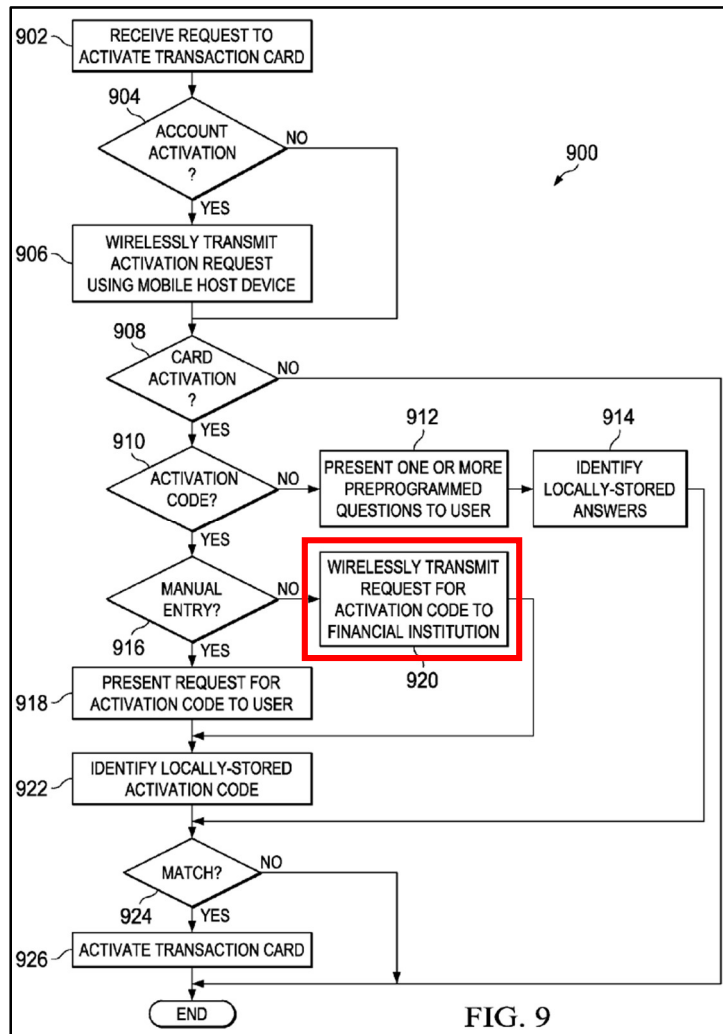 902
RECEIVE REQUEST TO
ACTIVATE TRANSACTION CARD
904
ACCOUNT
ACTIVATION
?
NO
YES
900
906
WIRELESSLY TRANSMIT
ACTIVATION REQUEST
USING MOBILE HOST DEVICE
908
CARD
ACTIVATION
?
NO
YES
910
ACTIVATION
CODE?
NO
YES
912
PRESENT ONE OR MORE
PREPROGRAMMED
QUESTIONS TO USER
914
IDENTIFY
LOCALLY-STORED
ANSWERS
MANUAL
ENTRY?
916
NO
YES
WIRELESSLY TRANSMIT
REQUEST FOR
ACTIVATION CODE TO
FINANCIAL INSTITUTION
920
918
PRESENT REQUEST FOR
ACTIVATION CODE TO USER
922
IDENTIFY LOCALLY-STORED
ACTIVATION CODE
MATCH?
924
NO
YES
926
ACTIVATE TRANSACTION CARD
END
FIG. 9